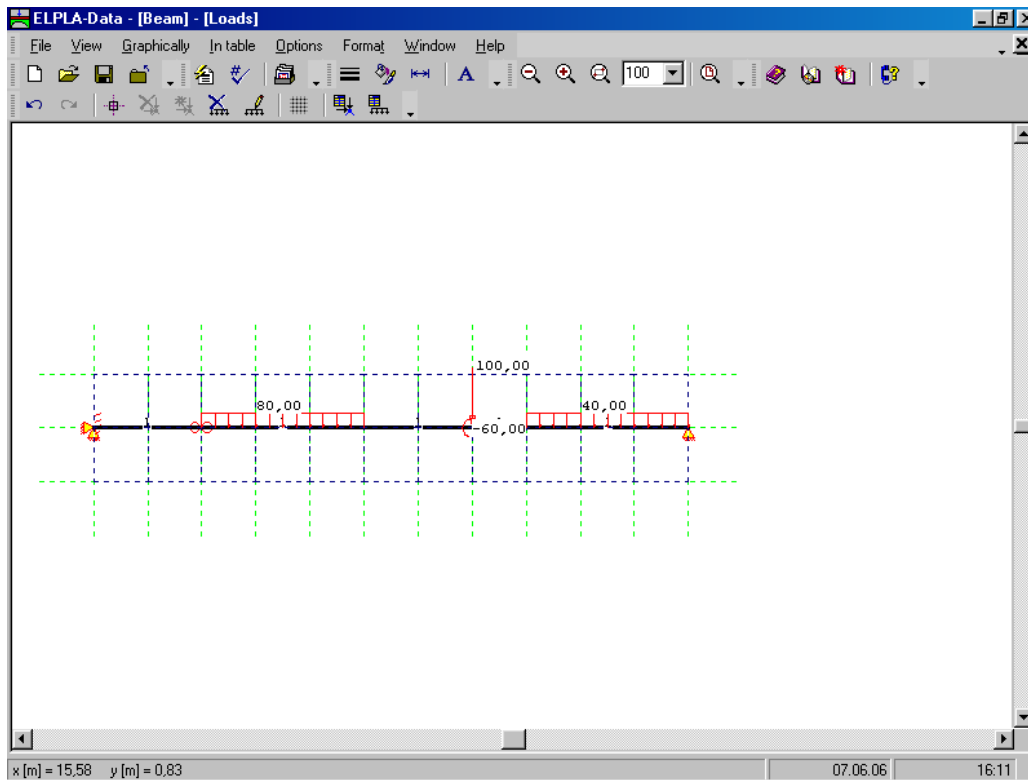 ELPLA-Data - [Beam] - [Loads]
File View Graphically In table Options Format Window Help
100
100,00
80,00
40,00
-60,00
x [m] = 15,58 y [m] = 0,83
07.06.06
16:11